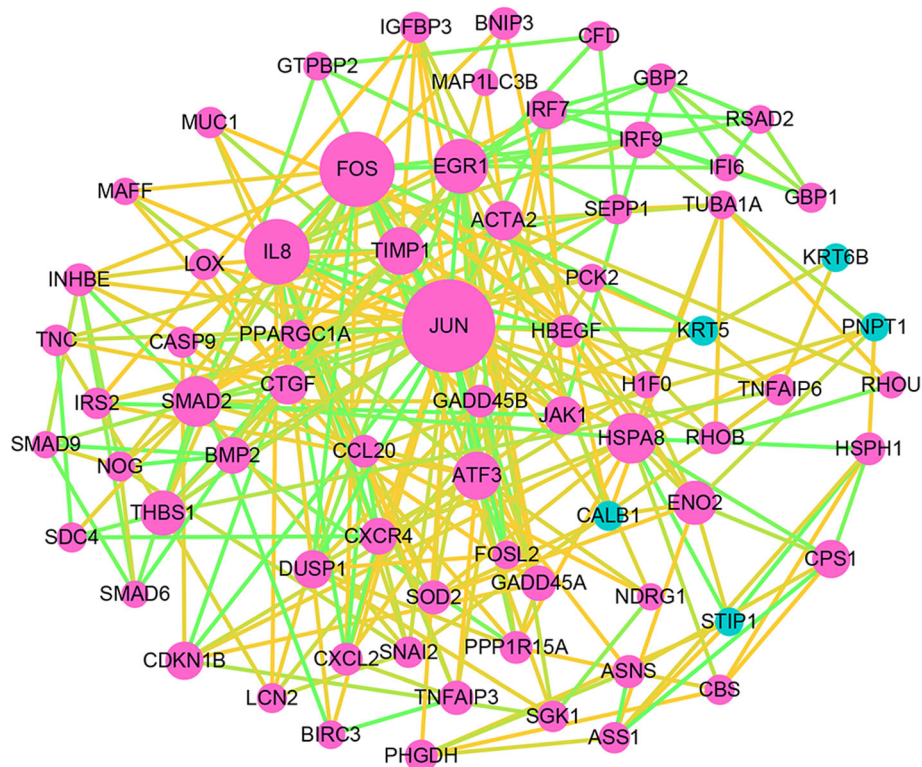 IGFBP3
BNIP3
CFD
GTPBP2
MAP1LC3B
GBP2
MUC1
IRF7
RSAD2
IRF9
FOS
EGR1
IFI6
MAFF
GBP1
TUBA1A
SEPP1
ACTA2
IL8
TIMP1
KRT6B
LOX
INHBE
PCK2
JUN
PPARGC1A
HBEGF
KRT5
PNPT1
TNC
CASP9
CTGF
H1F0
TNFAIP6
RHOU
IRS2
SMAD2
GADD45B
JAK1
HSPA8
RHOB
SMAD9
NOG
BMP2
CCL20
HSPH1
ATF3
THBS1
CALB1
ENO2
SDC4
CXCR4
FOSL2
DUSP1
CPS1
SMAD6
SOD2
GADD45A
NDRG1
STIP1
CDKN1B
CXCL2
SNAI2
PPP1R15A
ASNS
CBS
LCN2
TNFAIP3
SGK1
BIRC3
ASS1
PHGDH